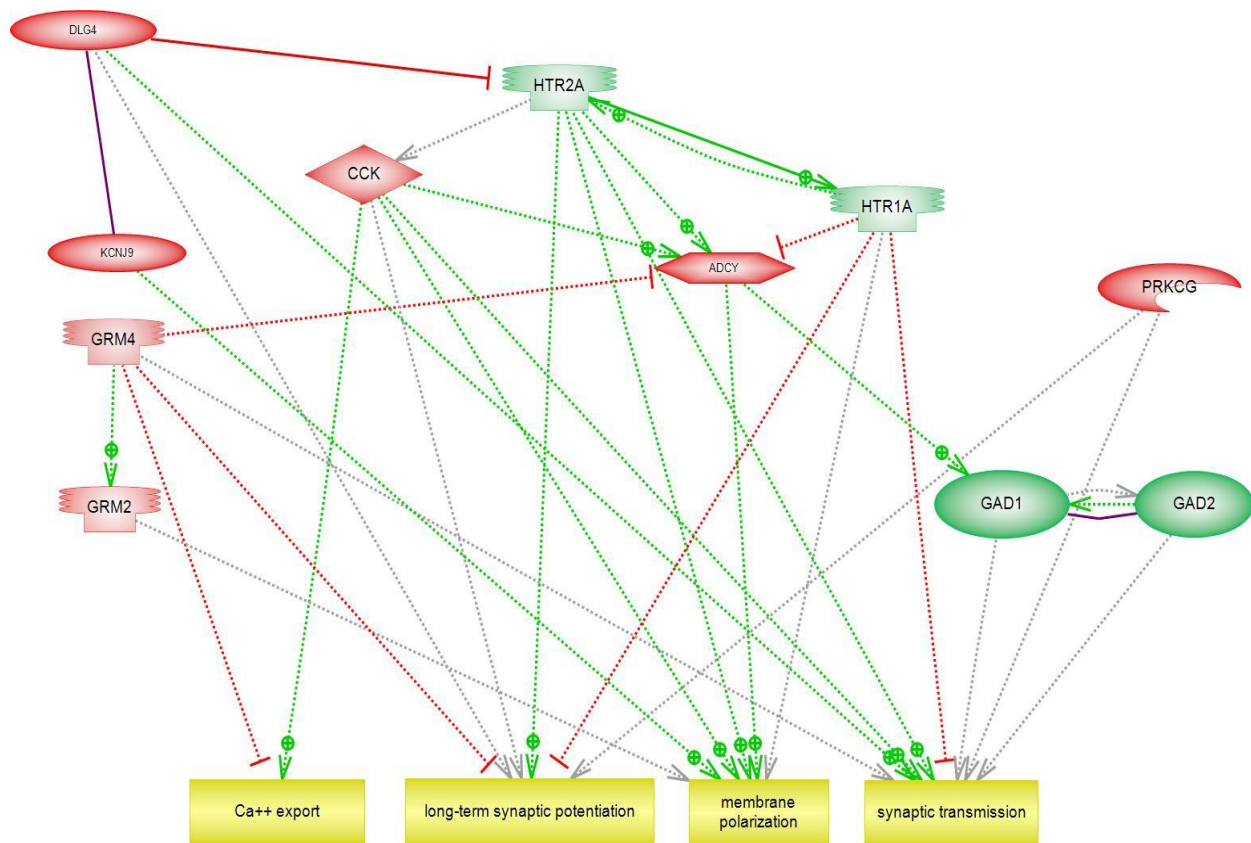 DLG4
HTR2A
CCK
HTR1A
KCNJ9
ADCY
PRKCG
GRM4
GRM2
GAD1
GAD2
Ca++ export
long-term synaptic potentiation
membrane
polarization
synaptic transmission